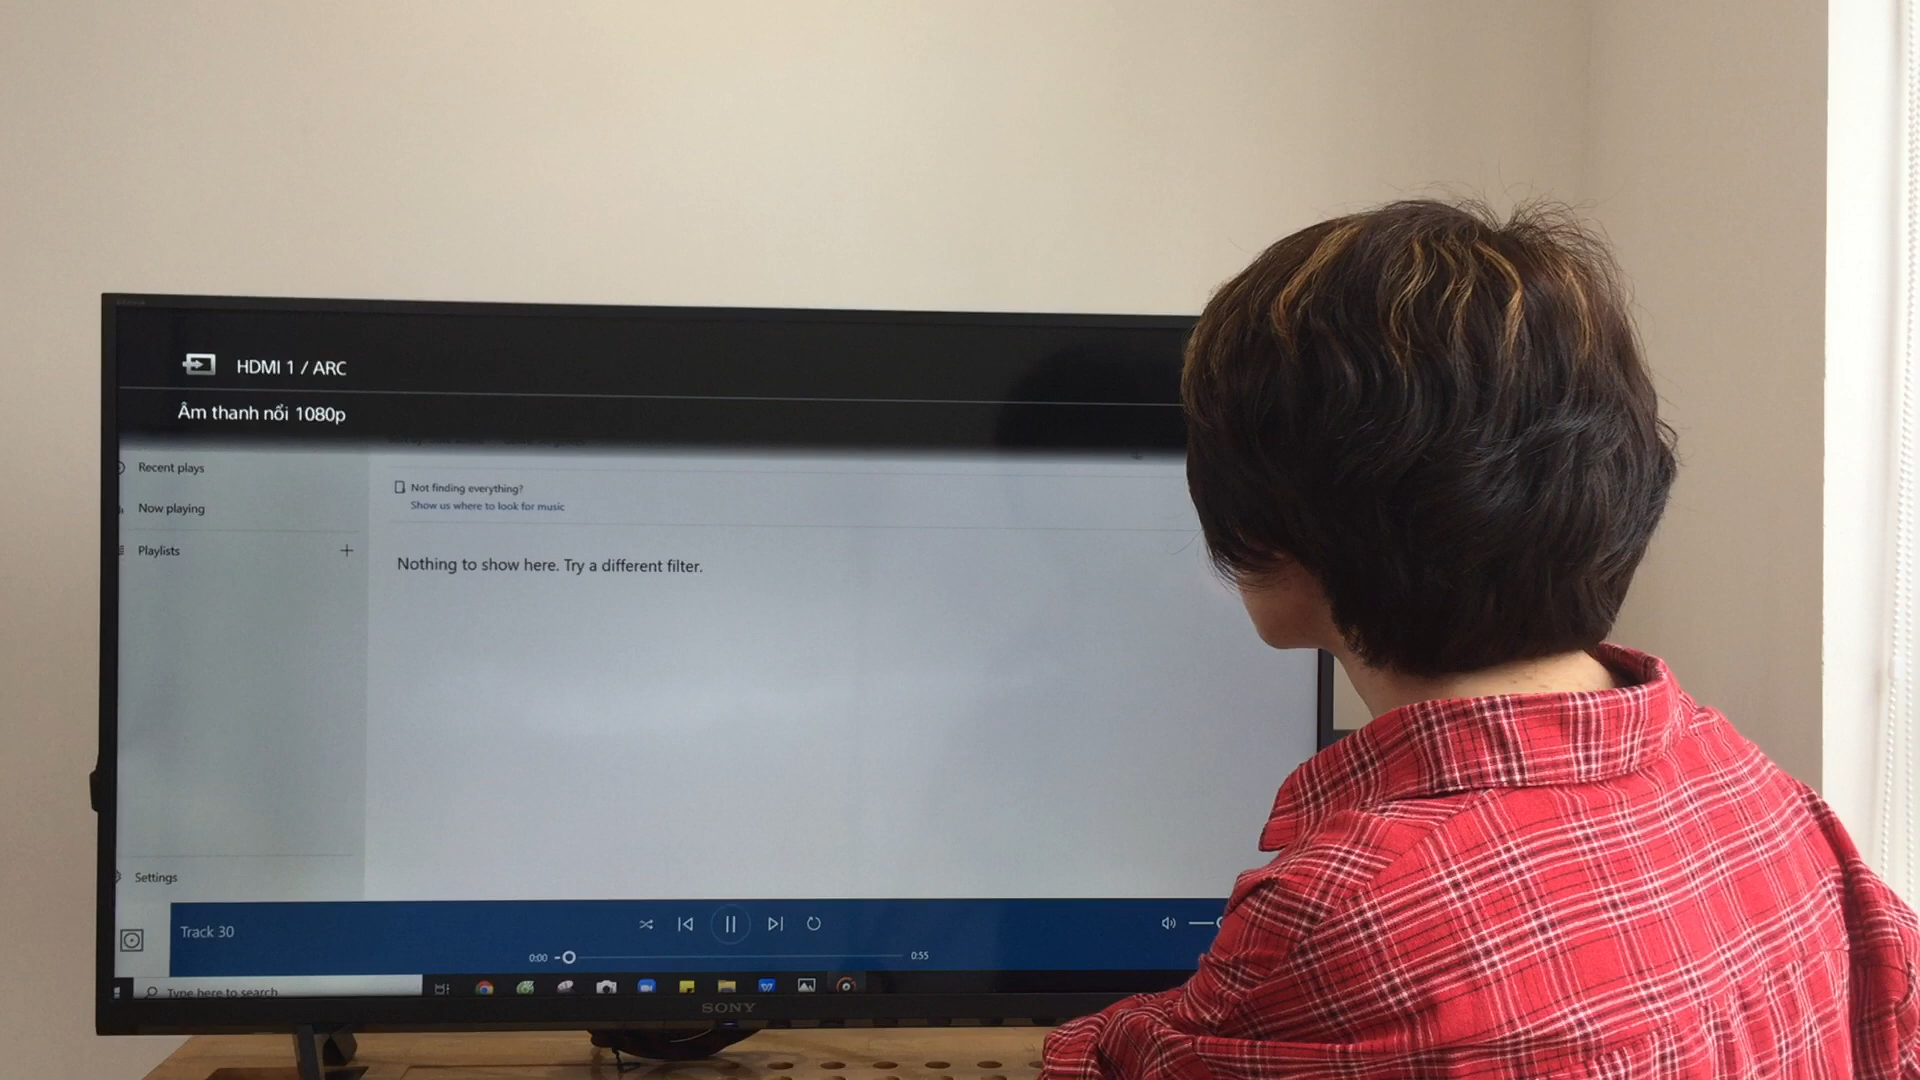 HDMI 1 / ARC
Âm thanh nổi 1080p
Recent plays
Now playing
Playlists
Not finding everything?
Show us where to look for music
Nothing to show here. Try a different filter.
Settings
Track 30
0:00
0:55
Type here to search
SONY